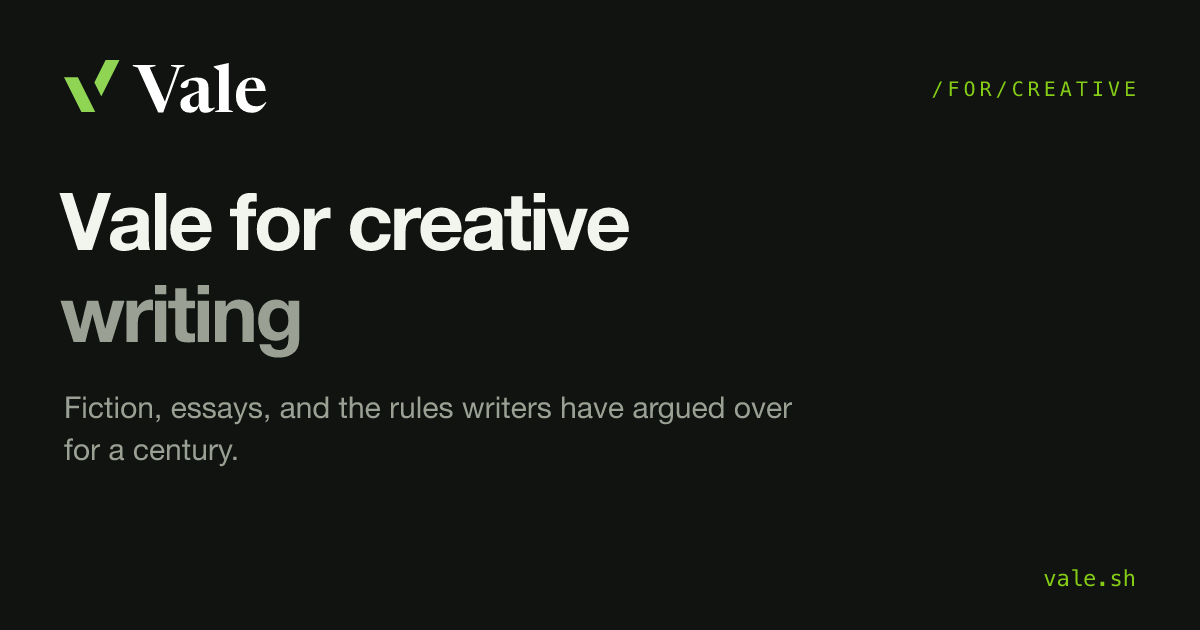 Vale
/FOR/CREATIVE
Vale for creative
writing
Fiction, essays, and the rules writers have argued over
for a century.
vale.sh